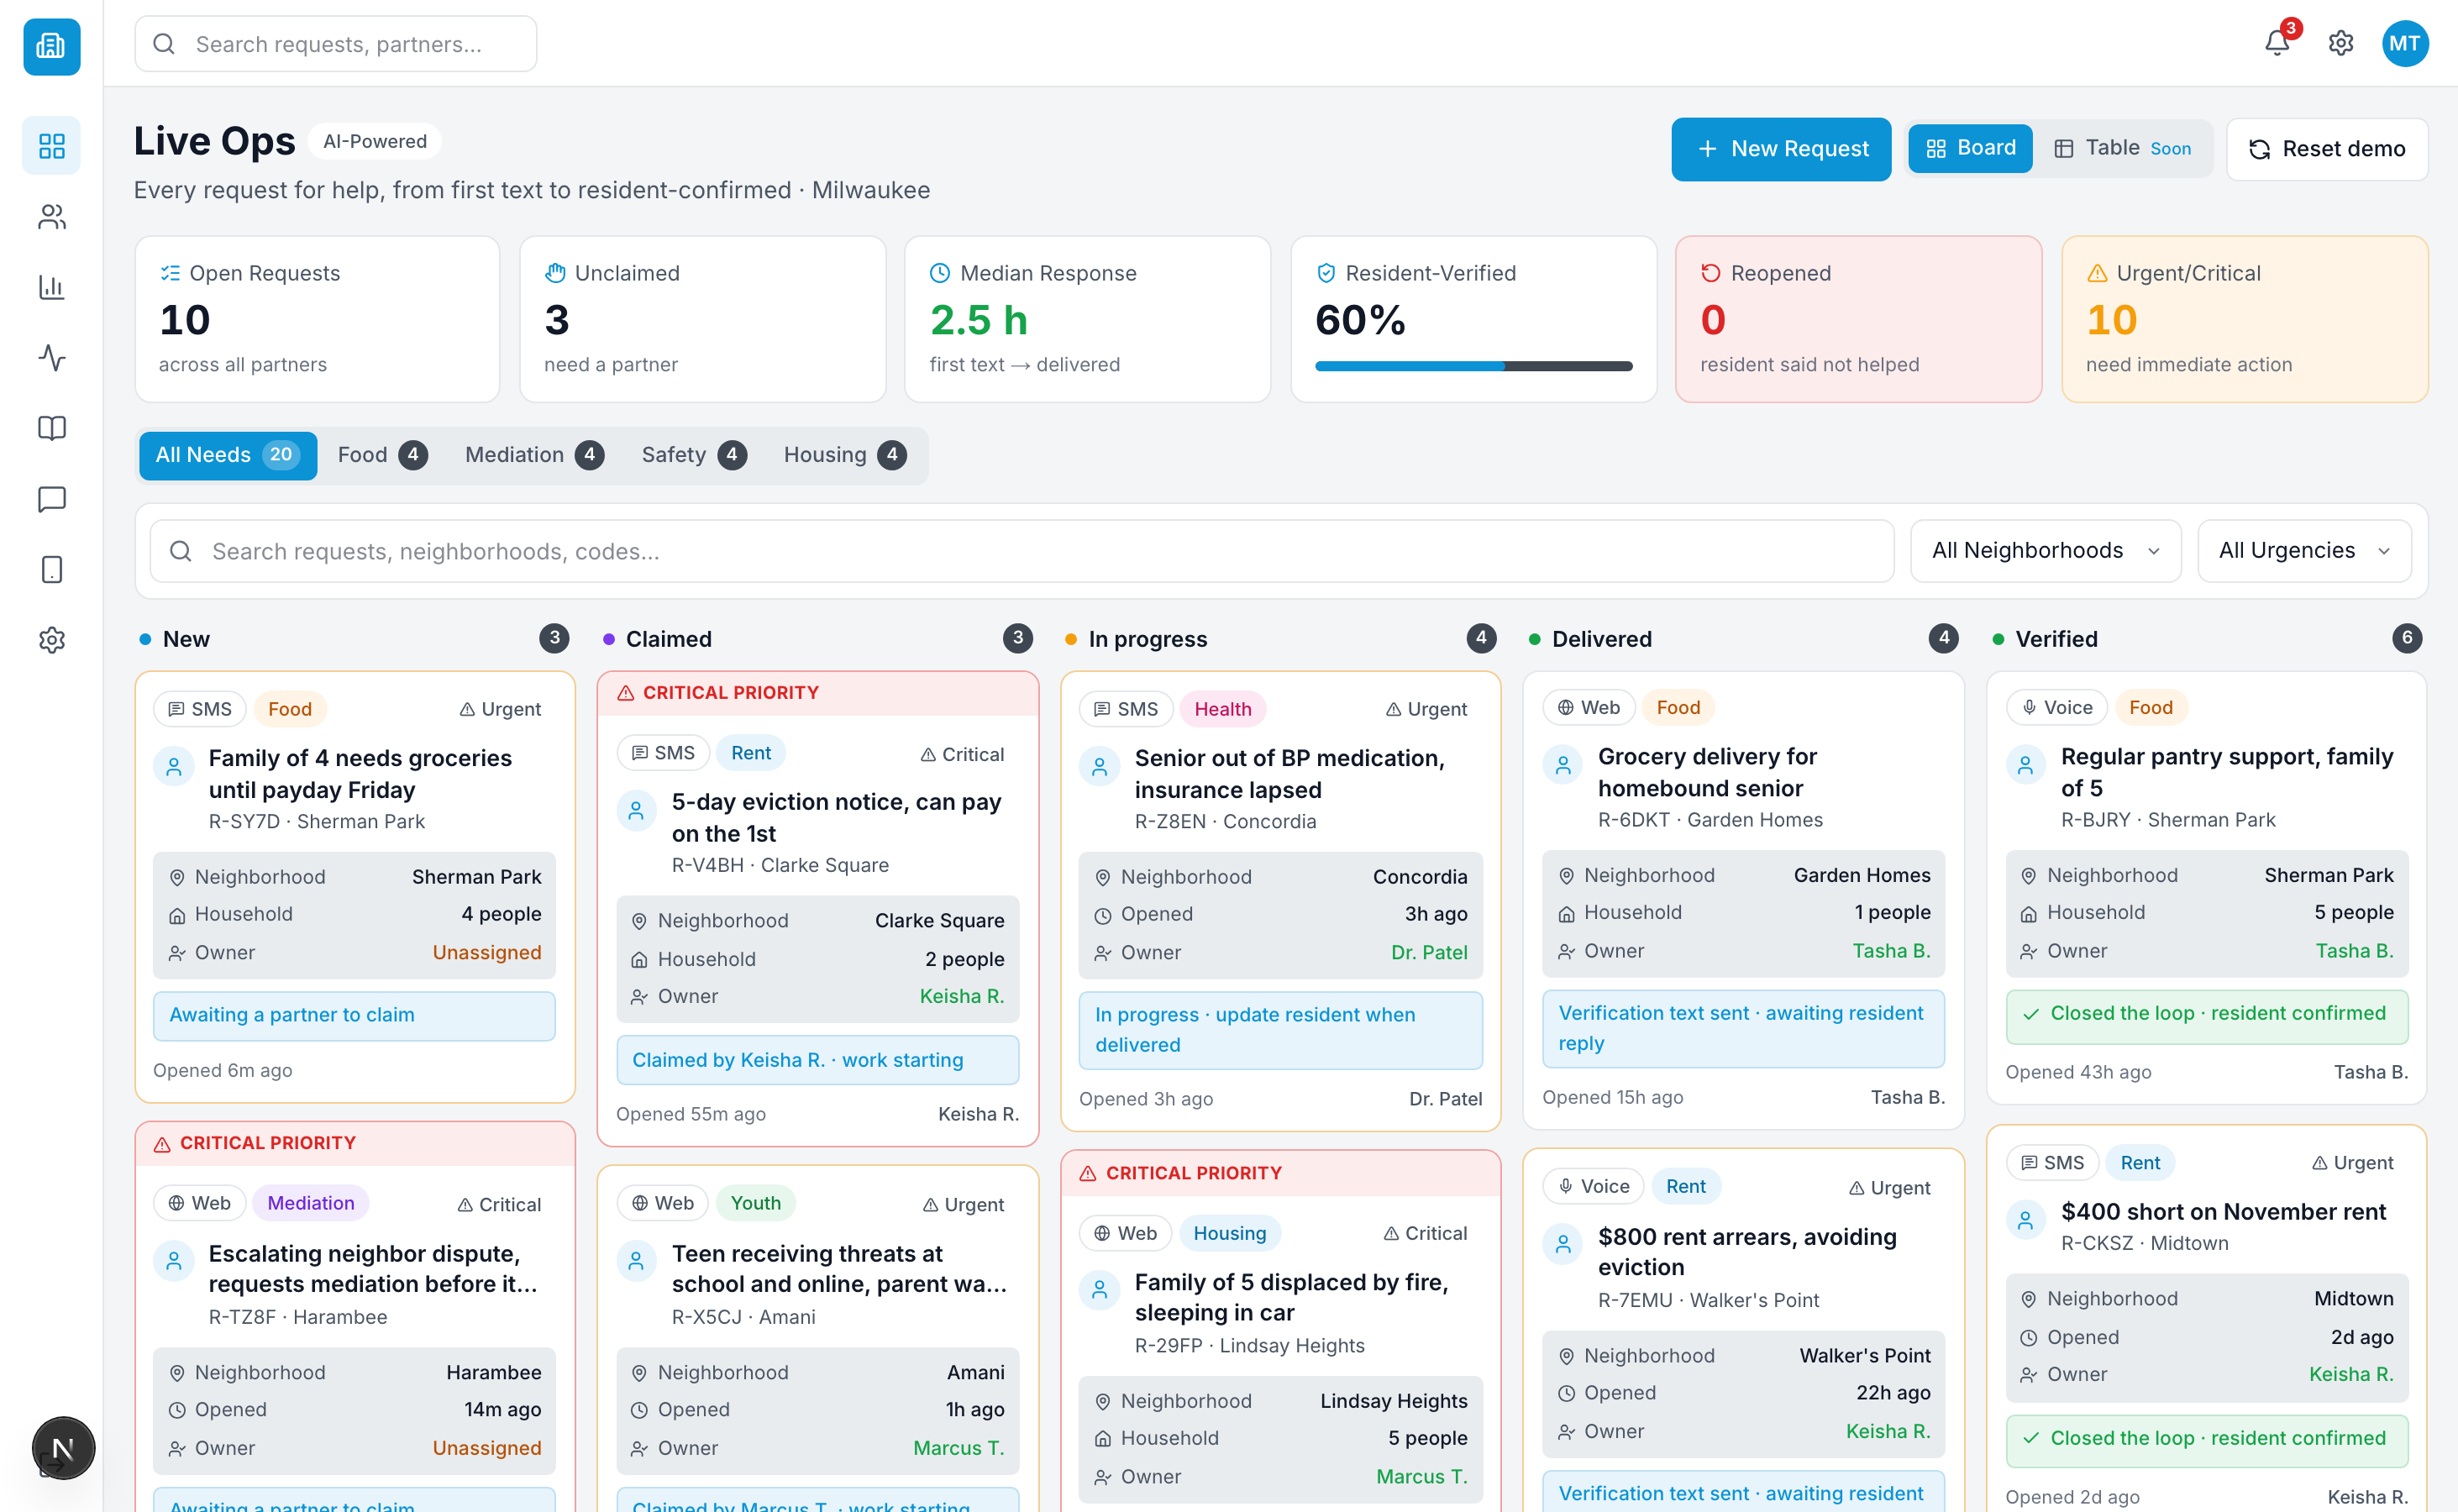 Search requests, partners...
3
MT
Live Ops
AI-Powered
Every request for help, from first text to resident-confirmed · Milwaukee
New Request
Board
Table Soon
Reset demo
Open Requests
10
across all partners
Unclaimed
3
need a partner
Median Response
2.5 h
first text → delivered
Resident-Verified
60%
Reopened
0
resident said not helped
Urgent/Critical
10
need immediate action
All Needs 20
Food 4
Mediation 4
Safety 4
Housing 4
Search requests, neighborhoods, codes...
All Neighborhoods
All Urgencies
New 3
SMS Food Urgent
Family of 4 needs groceries
until payday Friday
R-SY7D · Sherman Park
Neighborhood Sherman Park
Household 4 people
Owner Unassigned
Awaiting a partner to claim
Opened 6m ago
CRITICAL PRIORITY
Web Mediation Critical
Escalating neighbor dispute,
requests mediation before it...
R-TZ8F · Harambee
Neighborhood Harambee
Opened 14m ago
Owner Unassigned
Awaiting a partner to claim
Claimed 3
CRITICAL PRIORITY
SMS Rent Critical
5-day eviction notice, can pay
on the 1st
R-V4BH · Clarke Square
Neighborhood Clarke Square
Household 2 people
Owner Keisha R.
Claimed by Keisha R. · work starting
Opened 55m ago Keisha R.
Web Youth Urgent
Teen receiving threats at
school and online, parent wa...
R-X5CJ · Amani
Neighborhood Amani
Opened 1h ago
Owner Marcus T.
Claimed by Marcus T. · work starting
In progress 4
SMS Health Urgent
Senior out of BP medication,
insurance lapsed
R-Z8EN · Concordia
Neighborhood Concordia
Opened 3h ago
Owner Dr. Patel
In progress · update resident when
delivered
Opened 3h ago Dr. Patel
CRITICAL PRIORITY
Web Housing Critical
Family of 5 displaced by fire,
sleeping in car
R-29FP · Lindsay Heights
Neighborhood Lindsay Heights
Household 5 people
Owner Marcus T.
Delivered 4
Web Food
Grocery delivery for
homebound senior
R-6DKT · Garden Homes
Neighborhood Garden Homes
Household 1 people
Owner Tasha B.
Verification text sent · awaiting resident
reply
Opened 15h ago Tasha B.
Voice Rent Urgent
$800 rent arrears, avoiding
eviction
R-7EMU · Walker's Point
Neighborhood Walker's Point
Opened 22h ago
Owner Keisha R.
Verification text sent · awaiting resident
Verified 6
Voice Food
Regular pantry support, family
of 5
R-BJRY · Sherman Park
Neighborhood Sherman Park
Household 5 people
Owner Tasha B.
Closed the loop · resident confirmed
Opened 43h ago Tasha B.
SMS Rent Urgent
$400 short on November rent
R-CKSZ · Midtown
Neighborhood Midtown
Opened 2d ago
Owner Keisha R.
Closed the loop · resident confirmed
Opened 2d ago Keisha R.
N